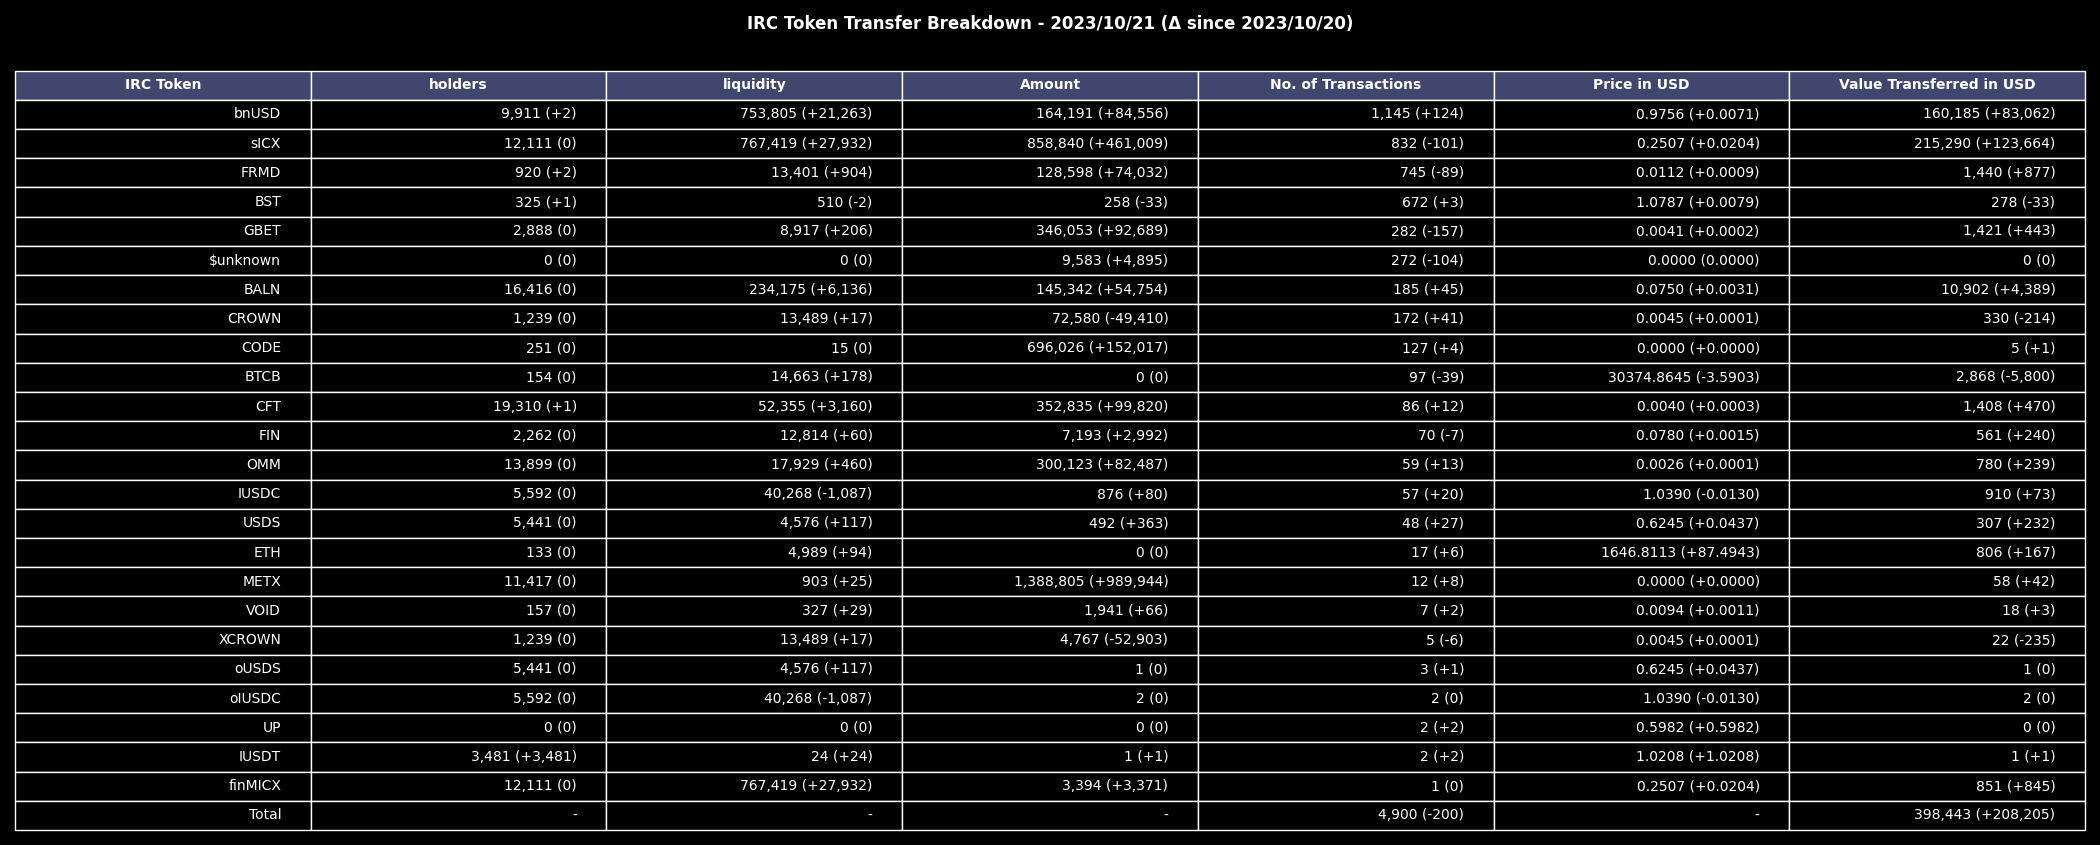 IRC Token Transfer Breakdown - 2023/10/21 (Δ since 2023/10/20)
IRC Token holders liquidity Amount No. of Transactions Price in USD Value Transferred in USD
bnUSD 9,911 (+2) 753,805 (+21,263) 164,191 (+84,556) 1,145 (+124) 0.9756 (+0.0071) 160,185 (+83,062)
sICX 12,111 (0) 767,419 (+27,932) 858,840 (+461,009) 832 (-101) 0.2507 (+0.0204) 215,290 (+123,664)
FRMD 920 (+2) 13,401 (+904) 128,598 (+74,032) 745 (-89) 0.0112 (+0.0009) 1,440 (+877)
BST 325 (+1) 510 (-2) 258 (-33) 672 (+3) 1.0787 (+0.0079) 278 (-33)
GBET 2,888 (0) 8,917 (+206) 346,053 (+92,689) 282 (-157) 0.0041 (+0.0002) 1,421 (+443)
$unknown 0 (0) 0 (0) 9,583 (+4,895) 272 (-104) 0.0000 (0.0000) 0 (0)
BALN 16,416 (0) 234,175 (+6,136) 145,342 (+54,754) 185 (+45) 0.0750 (+0.0031) 10,902 (+4,389)
CROWN 1,239 (0) 13,489 (+17) 72,580 (-49,410) 172 (+41) 0.0045 (+0.0001) 330 (-214)
CODE 251 (0) 15 (0) 696,026 (+152,017) 127 (+4) 0.0000 (+0.0000) 5 (+1)
BTCB 154 (0) 14,663 (+178) 0 (0) 97 (-39) 30374.8645 (-3.5903) 2,868 (-5,800)
CFT 19,310 (+1) 52,355 (+3,160) 352,835 (+99,820) 86 (+12) 0.0040 (+0.0003) 1,408 (+470)
FIN 2,262 (0) 12,814 (+60) 7,193 (+2,992) 70 (-7) 0.0780 (+0.0015) 561 (+240)
OMM 13,899 (0) 17,929 (+460) 300,123 (+82,487) 59 (+13) 0.0026 (+0.0001) 780 (+239)
IUSDC 5,592 (0) 40,268 (-1,087) 876 (+80) 57 (+20) 1.0390 (-0.0130) 910 (+73)
USDS 5,441 (0) 4,576 (+117) 492 (+363) 48 (+27) 0.6245 (+0.0437) 307 (+232)
ETH 133 (0) 4,989 (+94) 0 (0) 17 (+6) 1646.8113 (+87.4943) 806 (+167)
METX 11,417 (0) 903 (+25) 1,388,805 (+989,944) 12 (+8) 0.0000 (+0.0000) 58 (+42)
VOID 157 (0) 327 (+29) 1,941 (+66) 7 (+2) 0.0094 (+0.0011) 18 (+3)
XCROWN 1,239 (0) 13,489 (+17) 4,767 (-52,903) 5 (-6) 0.0045 (+0.0001) 22 (-235)
oUSDS 5,441 (0) 4,576 (+117) 1 (0) 3 (+1) 0.6245 (+0.0437) 1 (0)
oIUSDC 5,592 (0) 40,268 (-1,087) 2 (0) 2 (0) 1.0390 (-0.0130) 2 (0)
UP 0 (0) 0 (0) 0 (0) 2 (+2) 0.5982 (+0.5982) 0 (0)
IUSDT 3,481 (+3,481) 24 (+24) 1 (+1) 2 (+2) 1.0208 (+1.0208) 1 (+1)
finMICX 12,111 (0) 767,419 (+27,932) 3,394 (+3,371) 1 (0) 0.2507 (+0.0204) 851 (+845)
Total - - - 4,900 (-200) - 398,443 (+208,205)